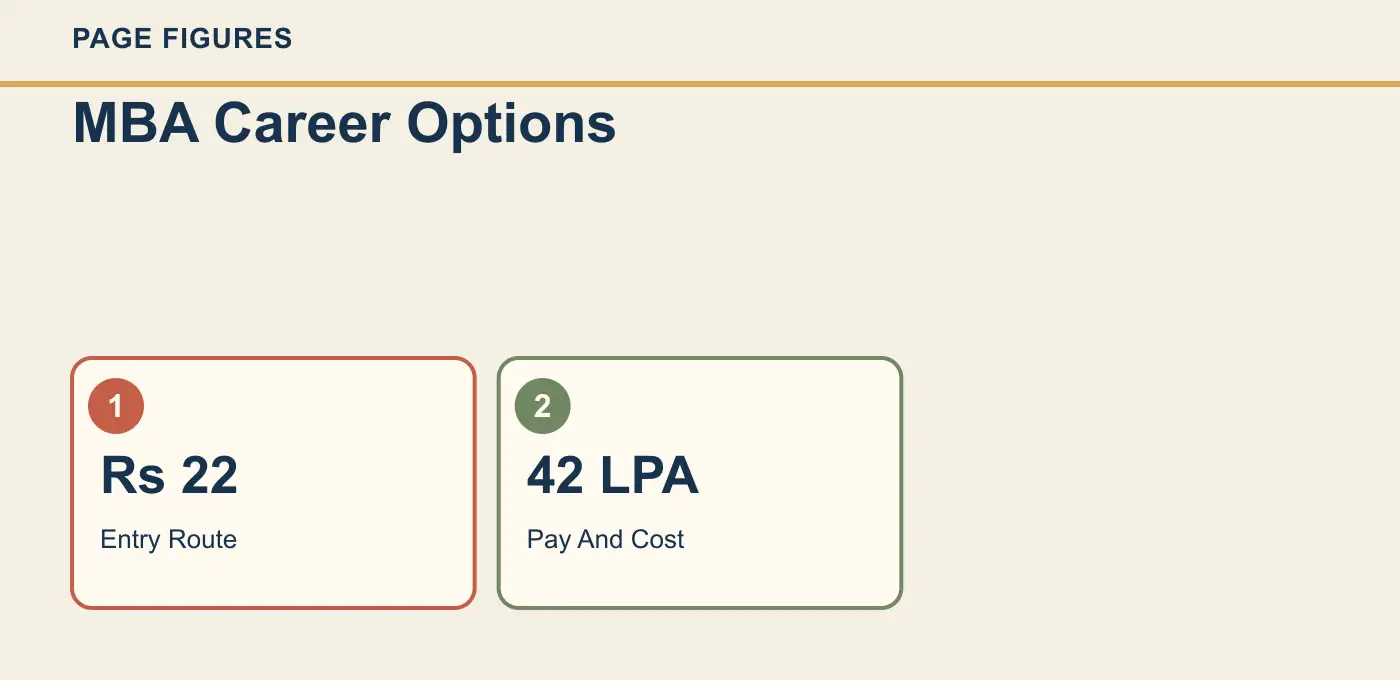 PAGE FIGURES
MBA Career Options
1
Rs 22
Entry Route
2
42 LPA
Pay And Cost